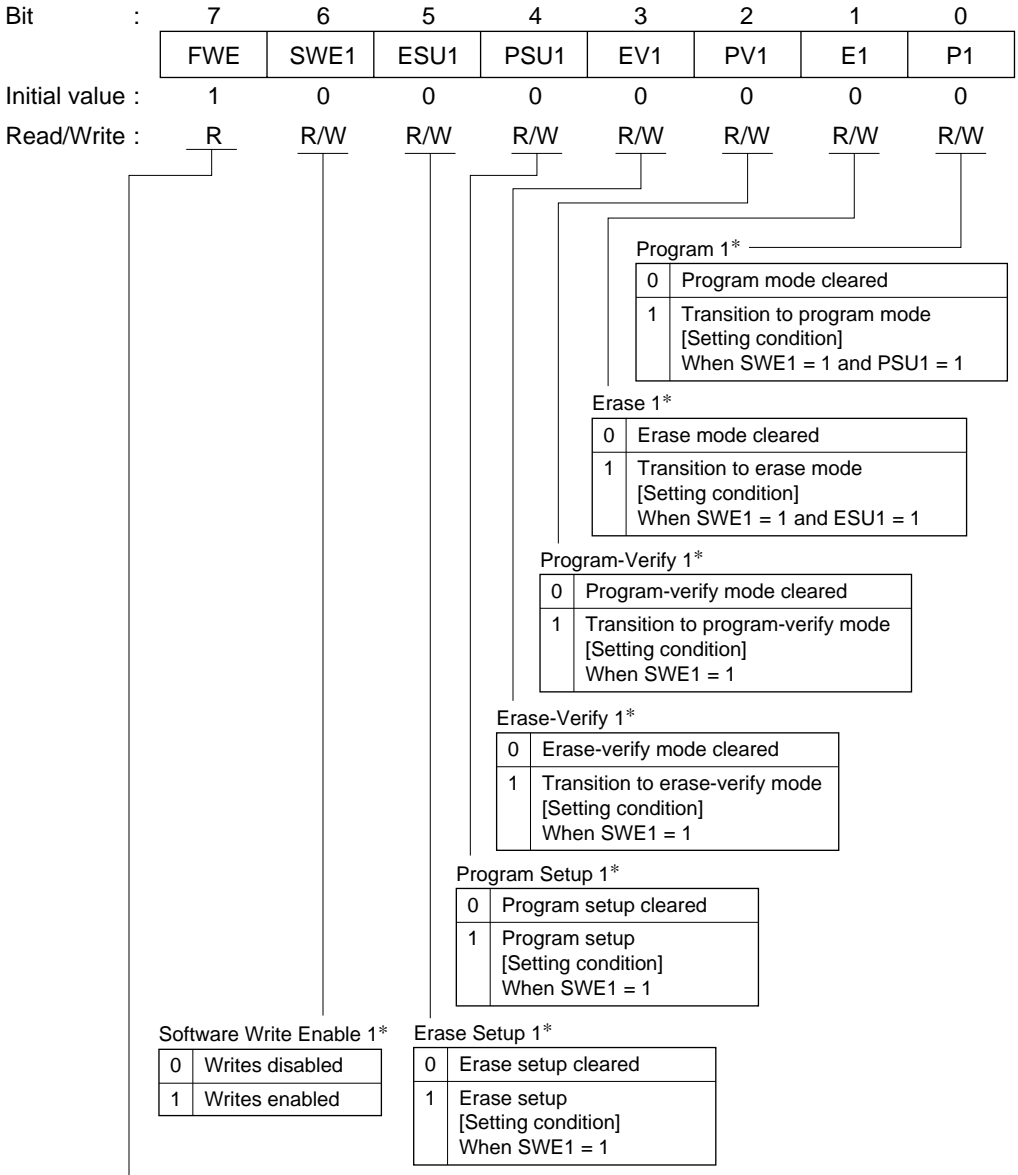 Bit : 7 6 5 4 3 2 1 0
FWE SWE1 ESU1 PSU1 EV1 PV1 E1 P1
Initial value : 1 0 0 0 0 0 0 0
Read/Write : R R/W R/W R/W R/W R/W R/W R/W
Program 1*
0 Program mode cleared
1 Transition to program mode
[Setting condition]
When SWE1 = 1 and PSU1 = 1
Erase 1*
0 Erase mode cleared
1 Transition to erase mode
[Setting condition]
When SWE1 = 1 and ESU1 = 1
Program-Verify 1*
0 Program-verify mode cleared
1 Transition to program-verify mode
[Setting condition]
When SWE1 = 1
Erase-Verify 1*
0 Erase-verify mode cleared
1 Transition to erase-verify mode
[Setting condition]
When SWE1 = 1
Program Setup 1*
0 Program setup cleared
1 Program setup
[Setting condition]
When SWE1 = 1
Software Write Enable 1*
0 Writes disabled
1 Writes enabled
Erase Setup 1*
0 Erase setup cleared
1 Erase setup
[Setting condition]
When SWE1 = 1